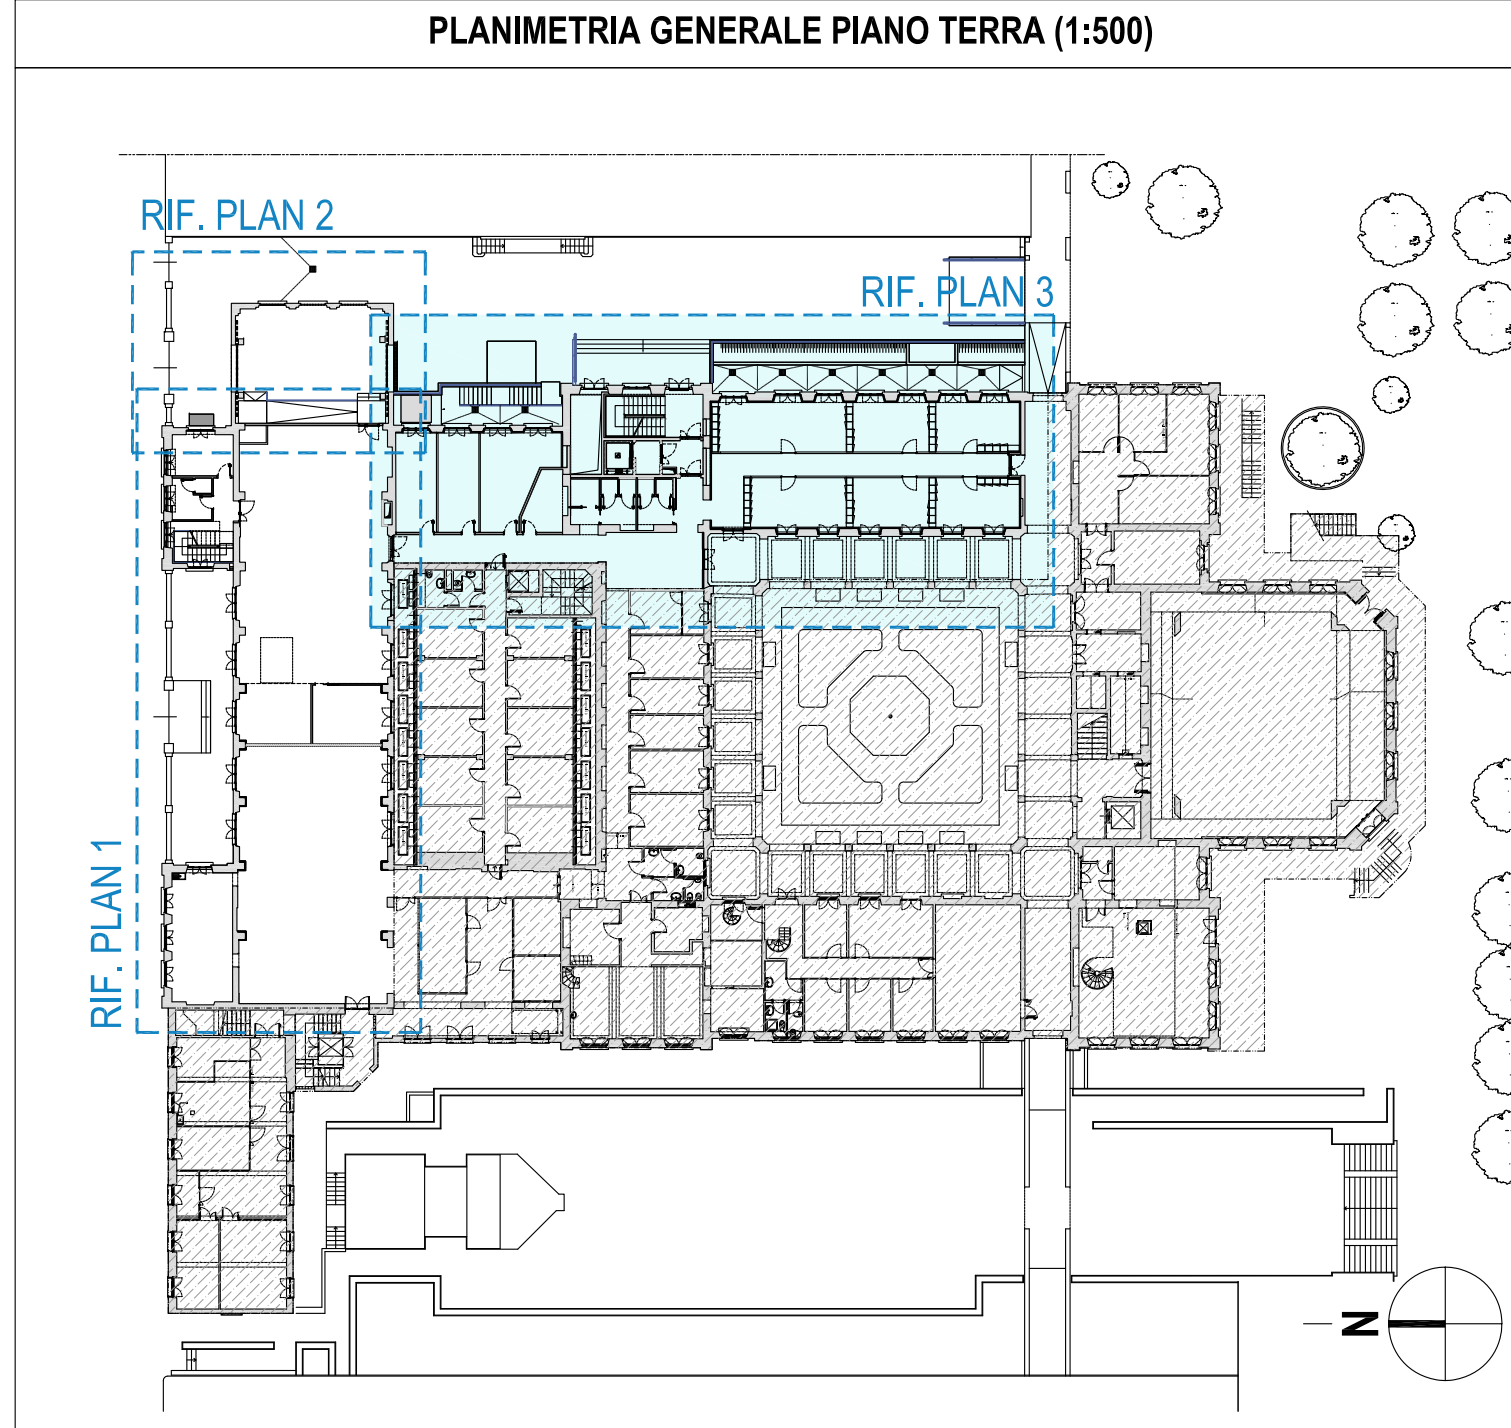 PLANIMETRIA GENERALE PIANO TERRA (1:500)
RIF. PLAN 2
RIF. PLAN 3
RIF. PLAN 1
N